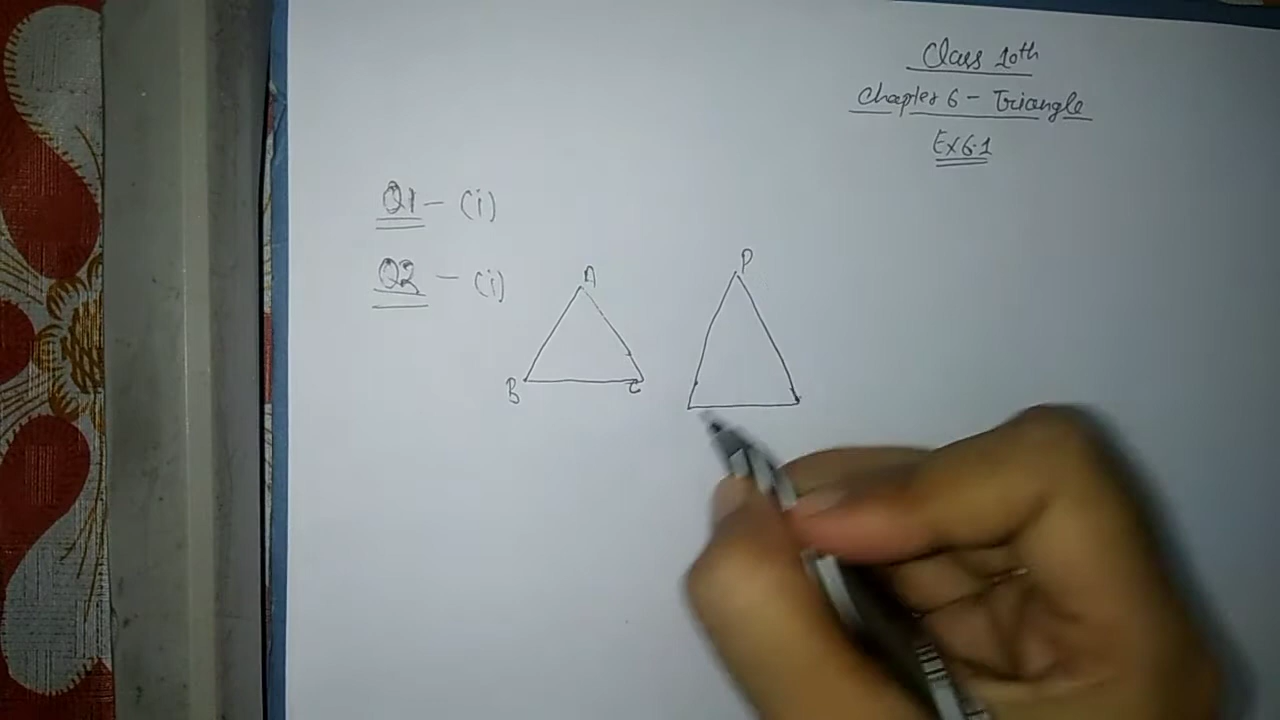 Class 10th
Chapter 6 - Triangle
Ex 6.1
Q1 - (i)
Q2 - (i)
A
P
B
C